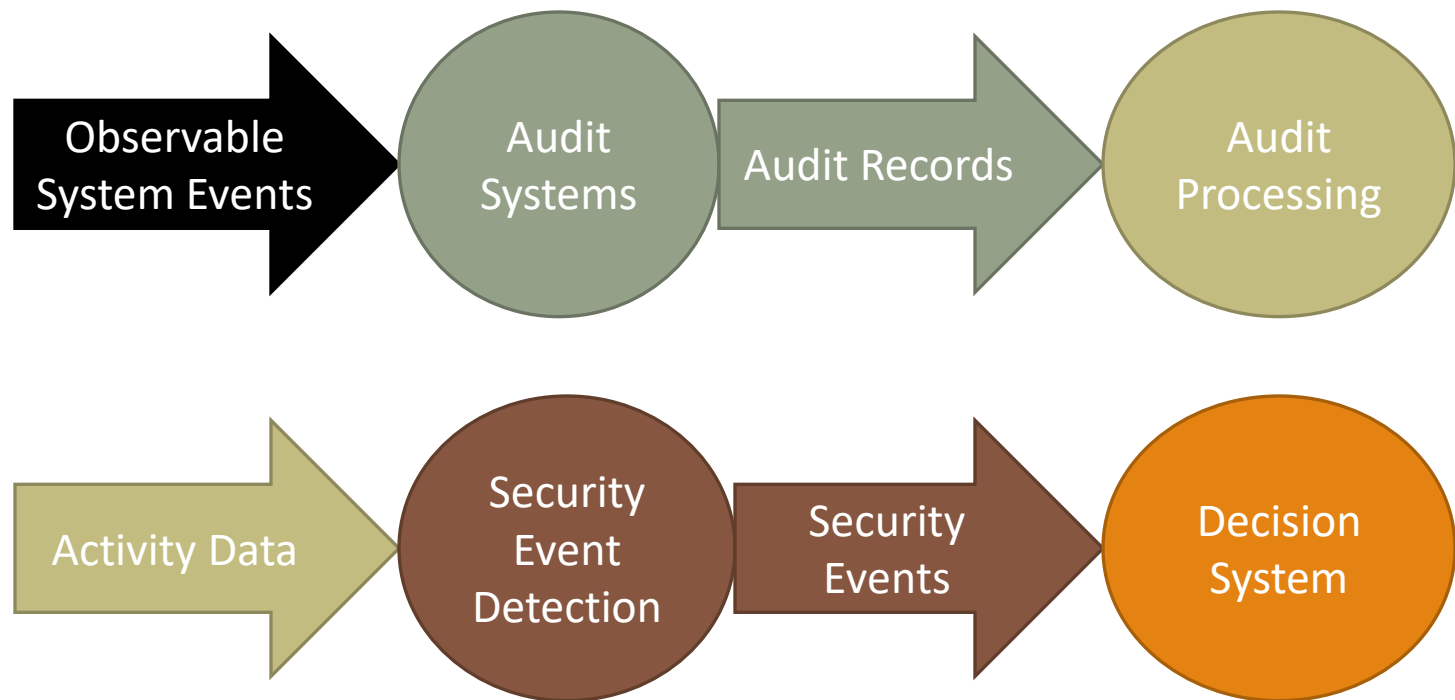 Observable
System Events
Audit
Systems
Audit Records
Audit
Processing
Activity Data
Security
Event
Detection
Security
Events
Decision
System